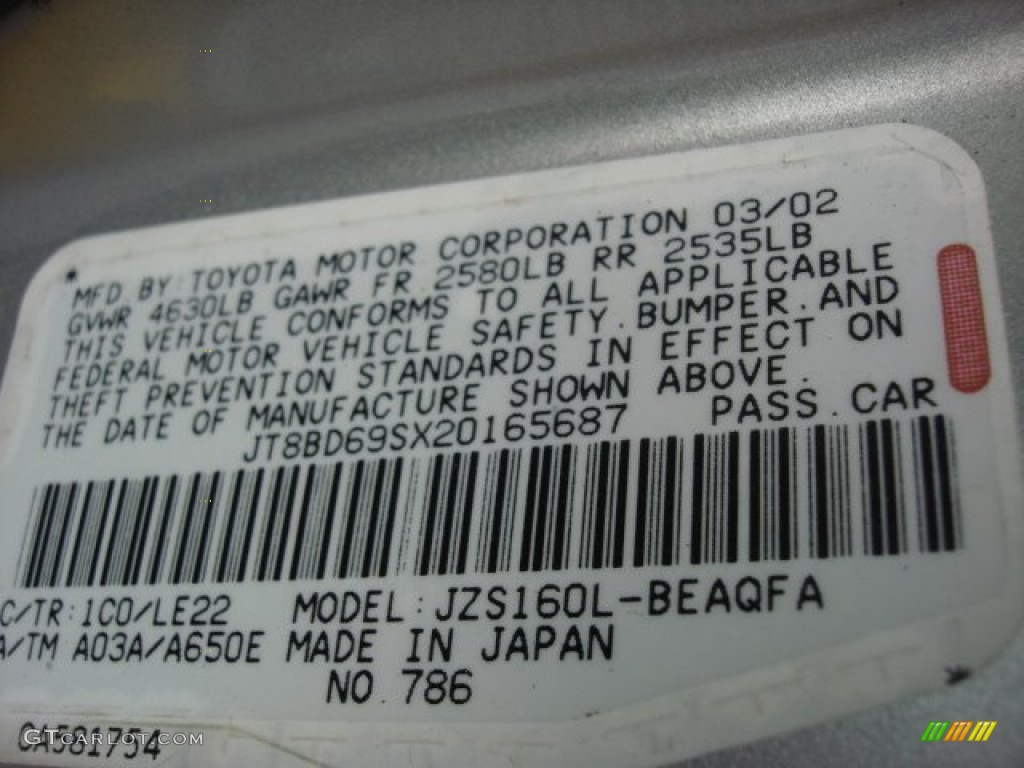 MFD. BY: TOYOTA MOTOR CORPORATION 03/02
GVWR 4630LB GAWR FR 2580LB RR 2535LB
THIS VEHICLE CONFORMS TO ALL APPLICABLE
FEDERAL MOTOR VEHICLE SAFETY. BUMPER. AND
THEFT PREVENTION STANDARDS IN EFFECT ON
THE DATE OF MANUFACTURE SHOWN ABOVE.
JT8BD69SX20165687 PASS. CAR
C/TR: 1C0/LE22 MODEL: JZS160L-BEAQFA
A/TM A03A/A650E MADE IN JAPAN
NO. 786
CA581754
GTCARLOT.COM